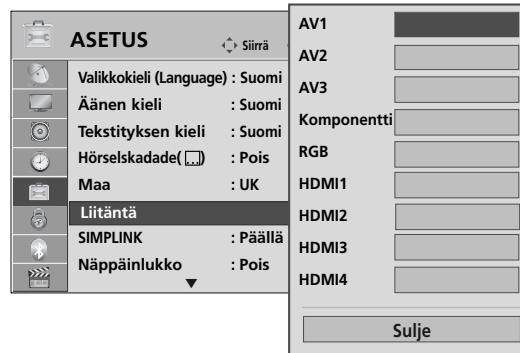 ASETUS
Siirrä
Valikkokieli (Language) : Suomi
Äänen kieli : Suomi
Tekstityksen kieli : Suomi
Hörselskadade( ) : Pois
Maa : UK
Liitäntä
SIMPLINK : Päällä
Näppäinlukko : Pois
AV1
AV2
AV3
Komponentti
RGB
HDMI1
HDMI2
HDMI3
HDMI4
Sulje